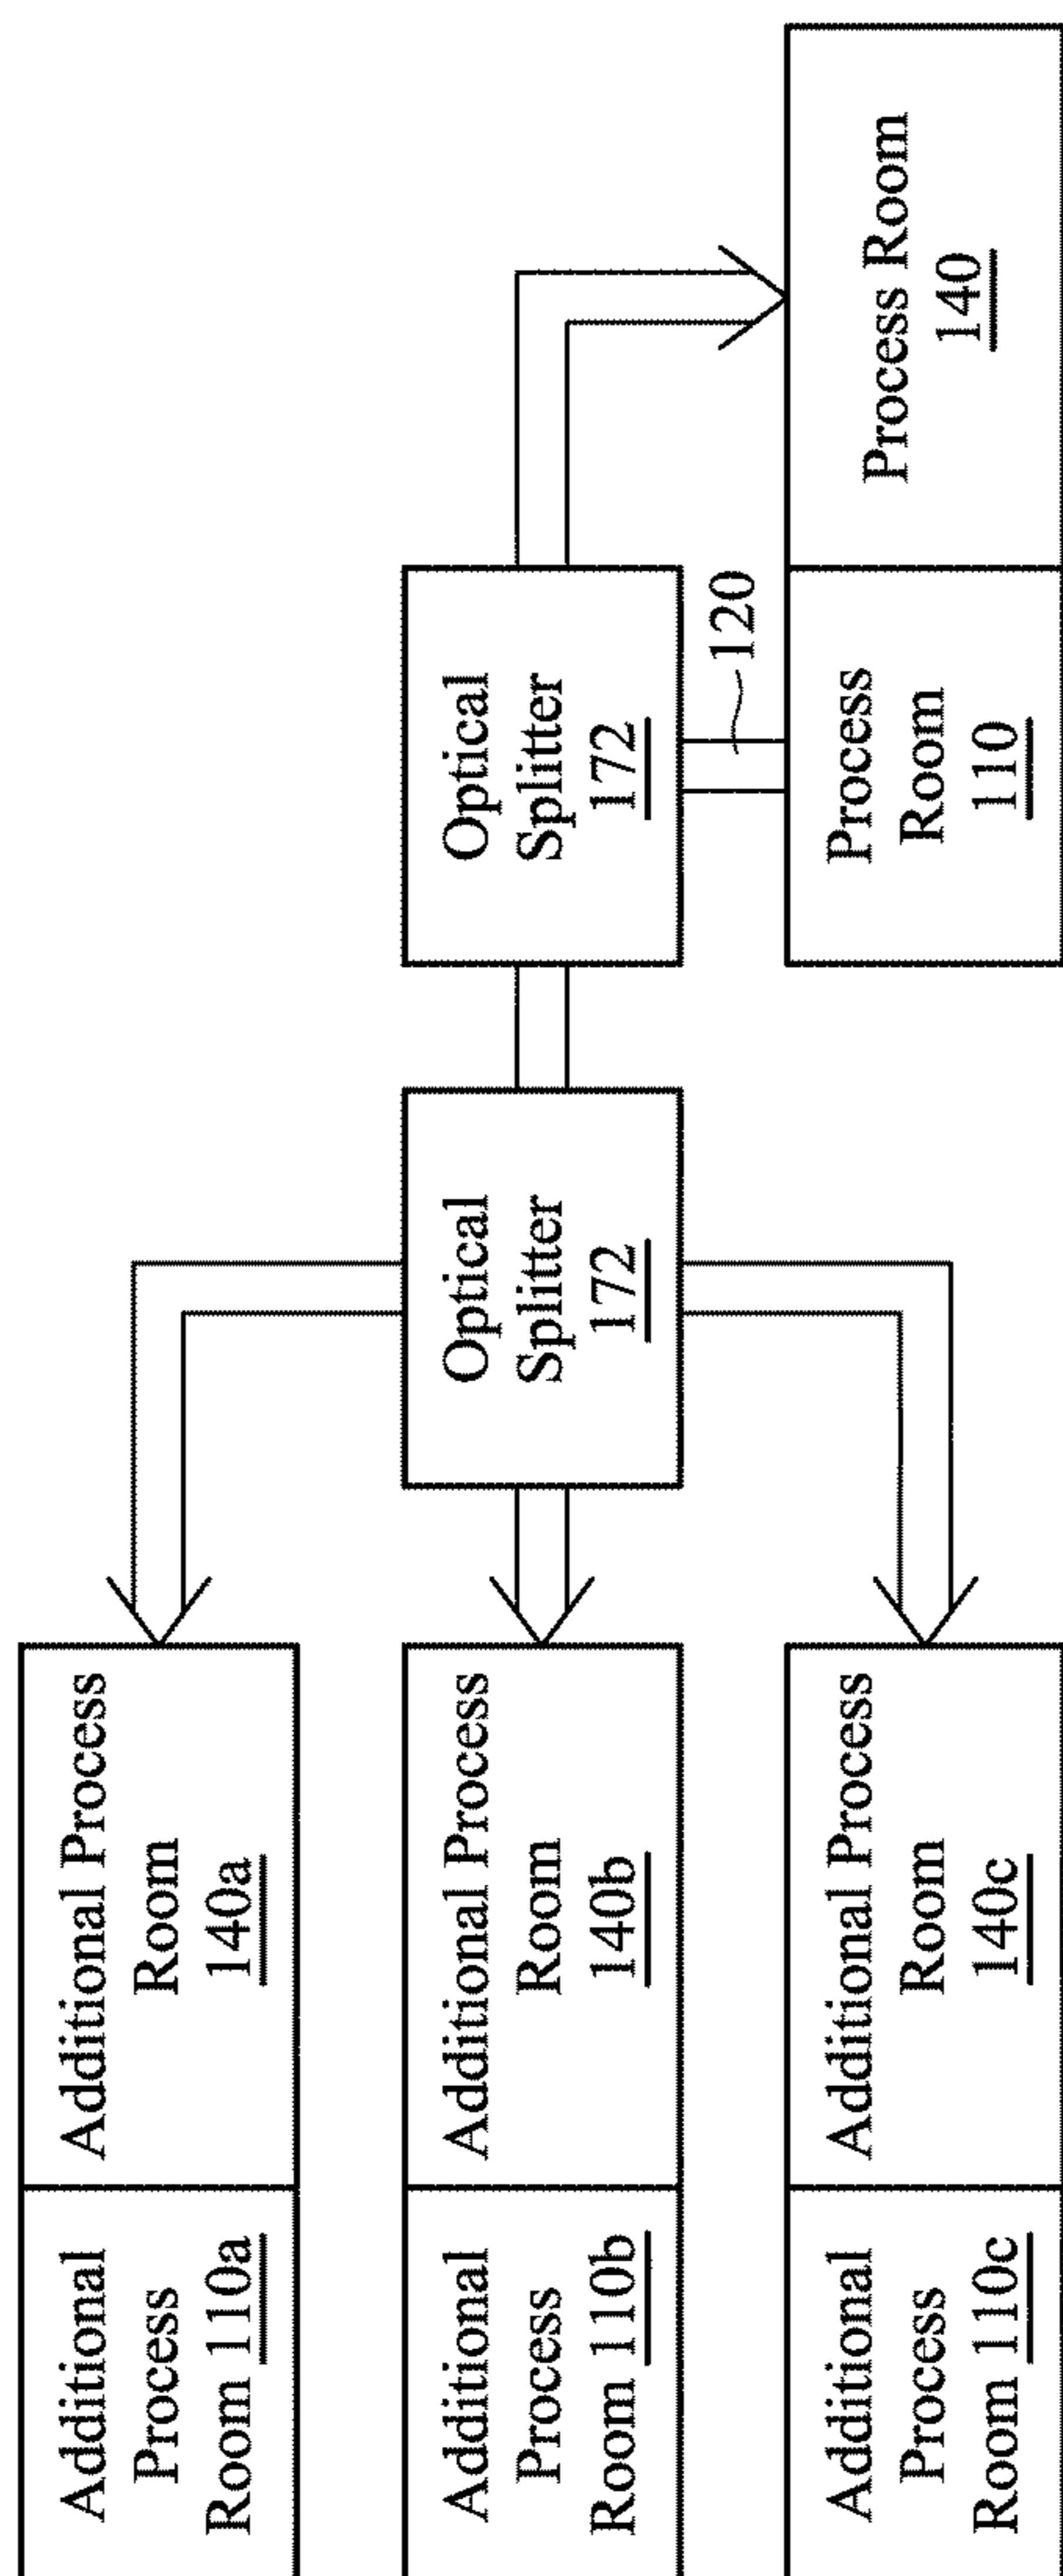 Additional
Process
Room 110a
Additional Process
Room
140a
Additional
Process
Room 110b
Additional Process
Room
140b
Optical
Splitter
172
Optical
Splitter
172
120
Additional
Process
Room 110c
Additional Process
Room
140c
Process
Room
110
Process Room
140